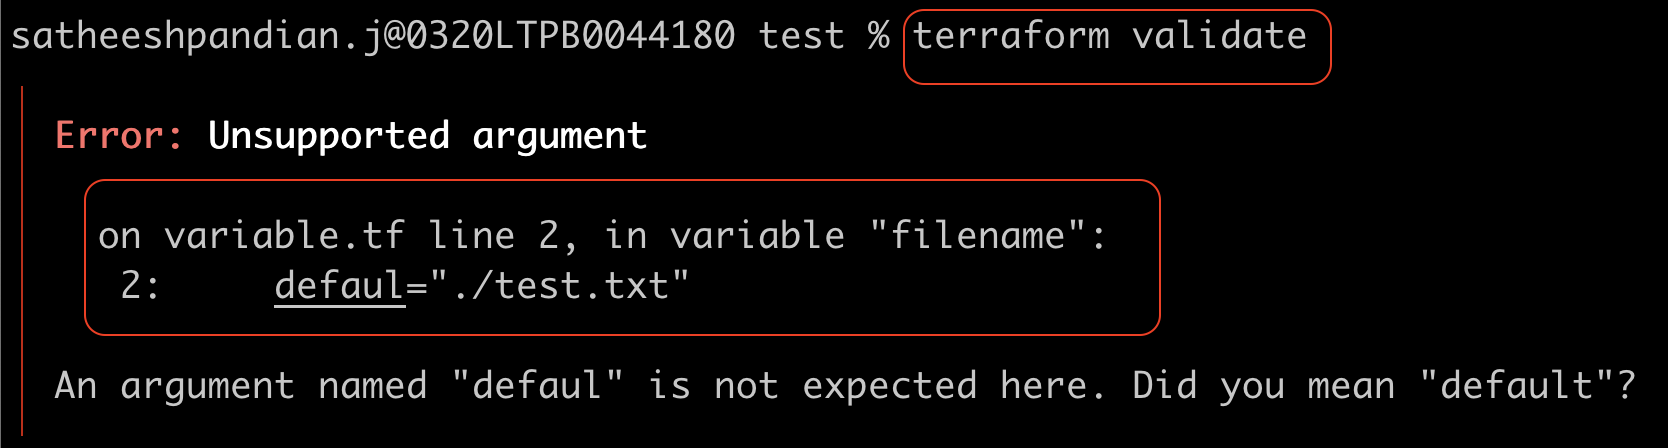 satheeshpandian.j@0320LTPB0044180 test % terraform validate
Error: Unsupported argument
on variable.tf line 2, in variable "filename":
2:     defaul="./test.txt"
An argument named "defaul" is not expected here. Did you mean "default"?